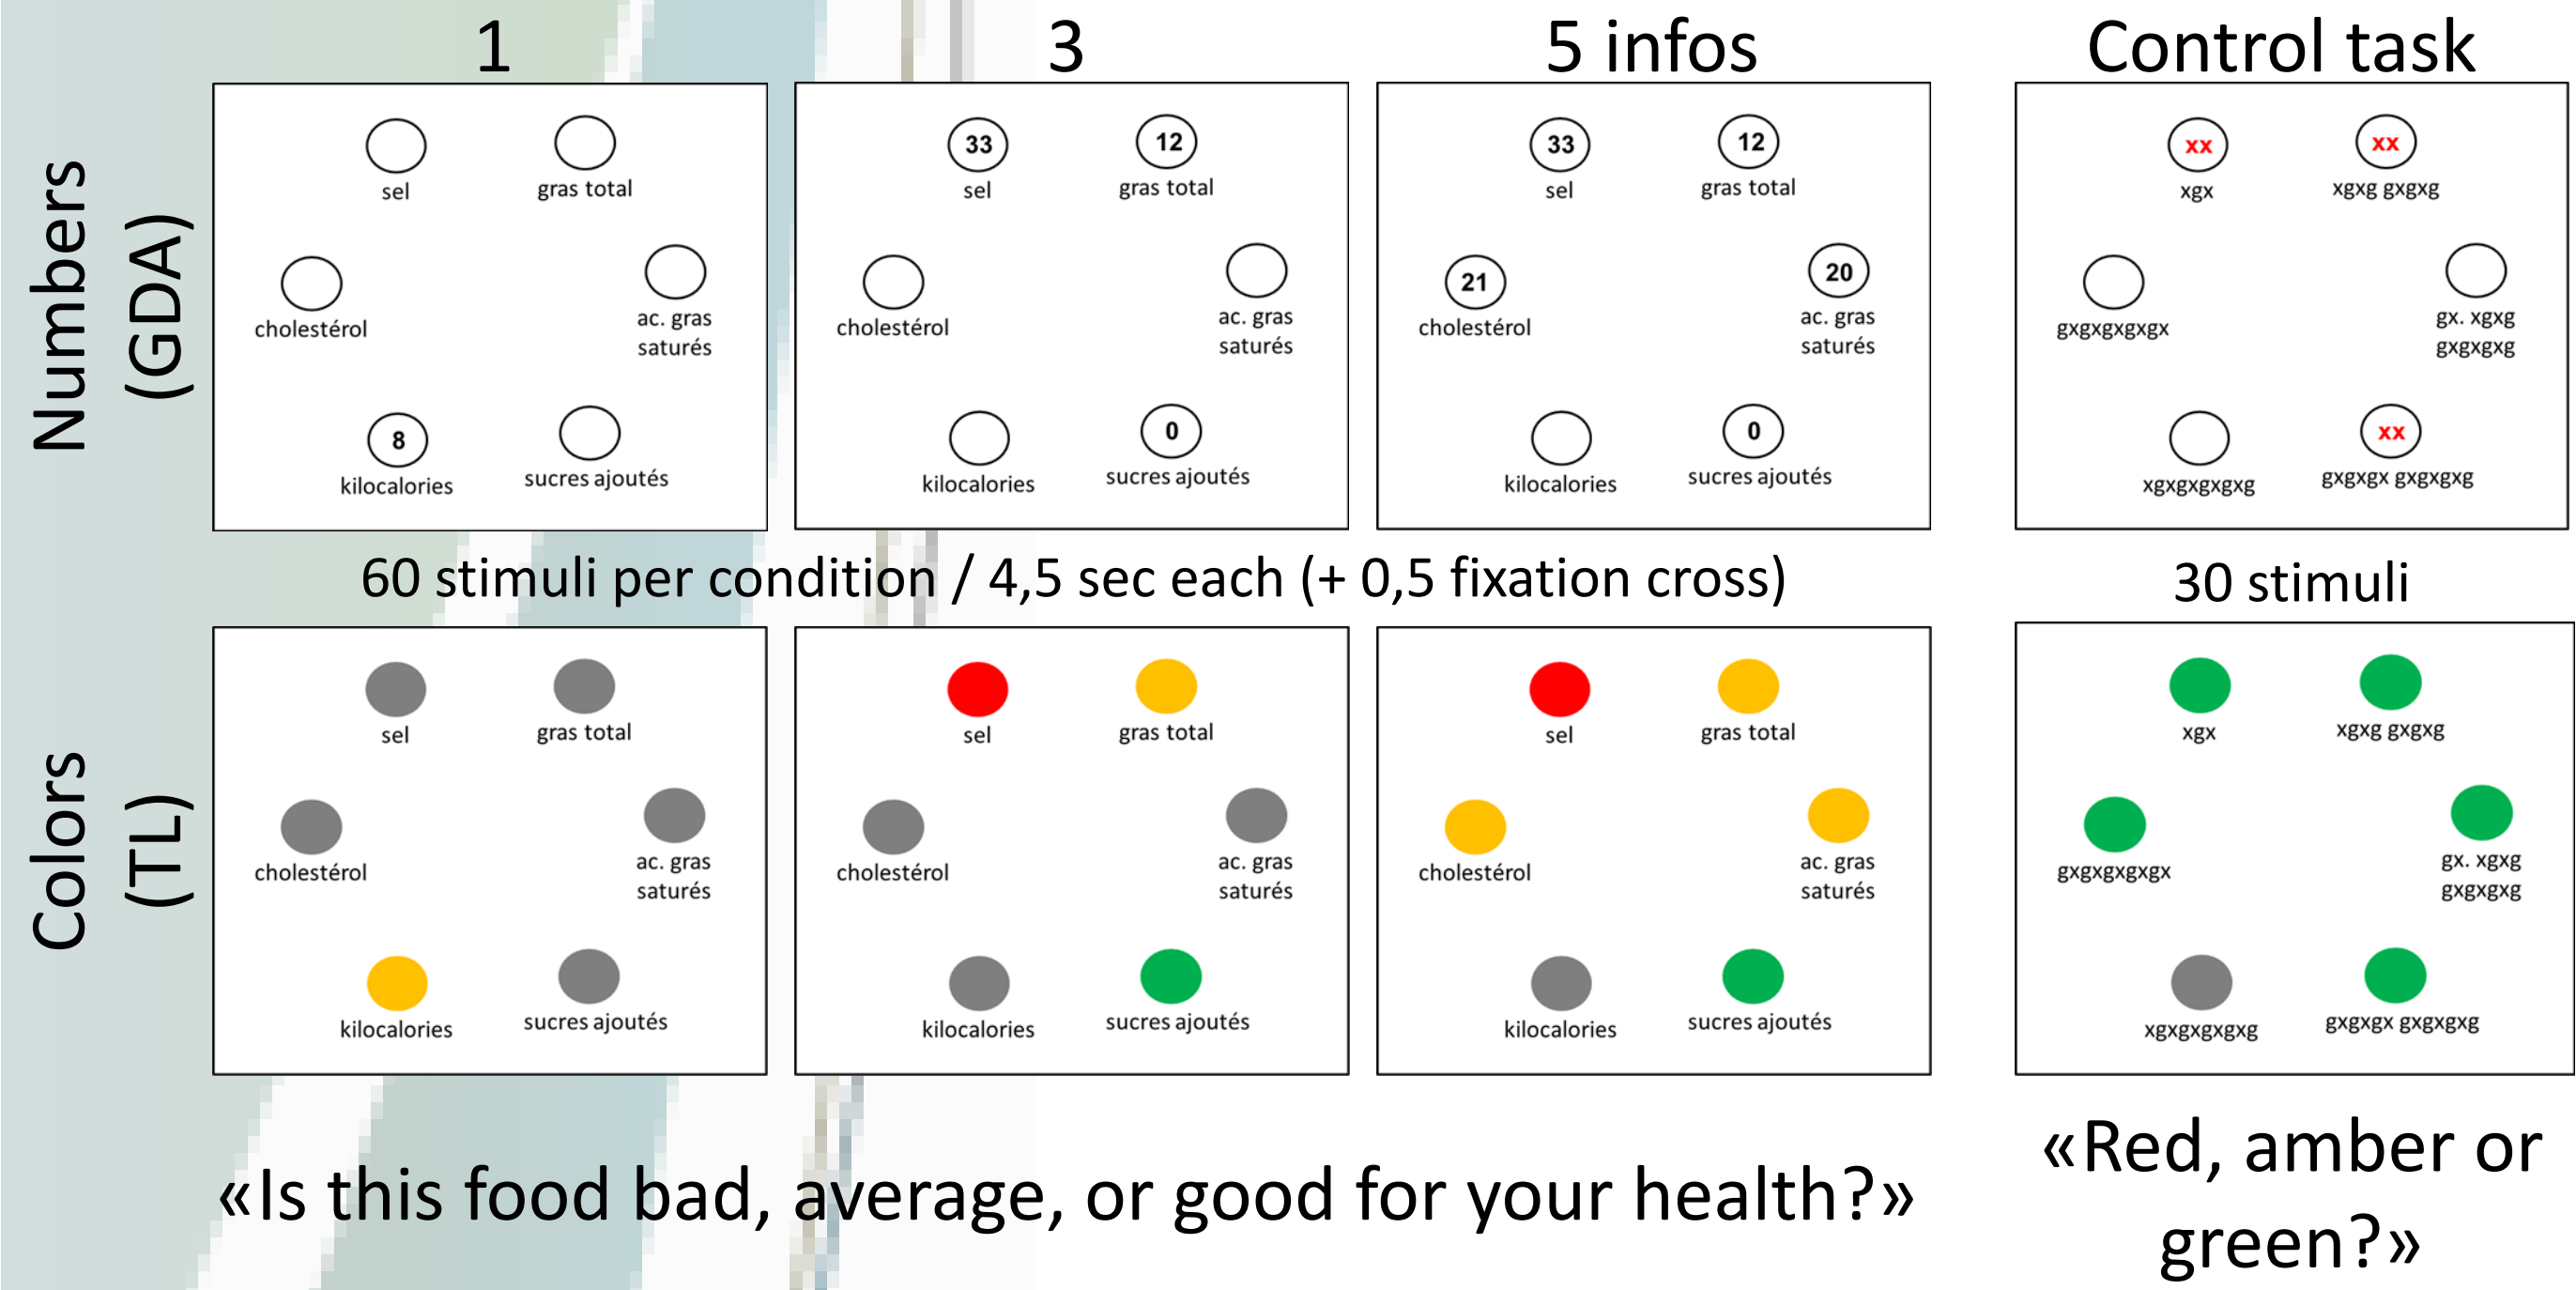 1
3
5 infos
Control task
Numbers
(GDA)
sel
gras total
cholestérol
ac. gras
saturés
8
kilocalories
sucres ajoutés
33
12
sel
gras total
cholestérol
ac. gras
saturés
0
kilocalories
sucres ajoutés
33
12
sel
gras total
21
20
cholestérol
ac. gras
saturés
0
kilocalories
sucres ajoutés
xx
xx
xgx
xgxg gxgxg
gxgxgxgxgx
gx. xgxg
gxgxgxg
xx
xgxgxgxgxg
gxgxgx gxgxgxg
60 stimuli per condition / 4,5 sec each (+ 0,5 fixation cross)
30 stimuli
Colors
(TL)
sel
gras total
cholestérol
ac. gras
saturés
kilocalories
sucres ajoutés
sel
gras total
cholestérol
ac. gras
saturés
kilocalories
sucres ajoutés
sel
gras total
cholestérol
ac. gras
saturés
kilocalories
sucres ajoutés
xgx
xgxg gxgxg
gxgxgxgxgx
gx. xgxg
gxgxgxg
xgxgxgxgxg
gxgxgx gxgxgxg
«Is this food bad, average, or good for your health?»
«Red, amber or
green?»